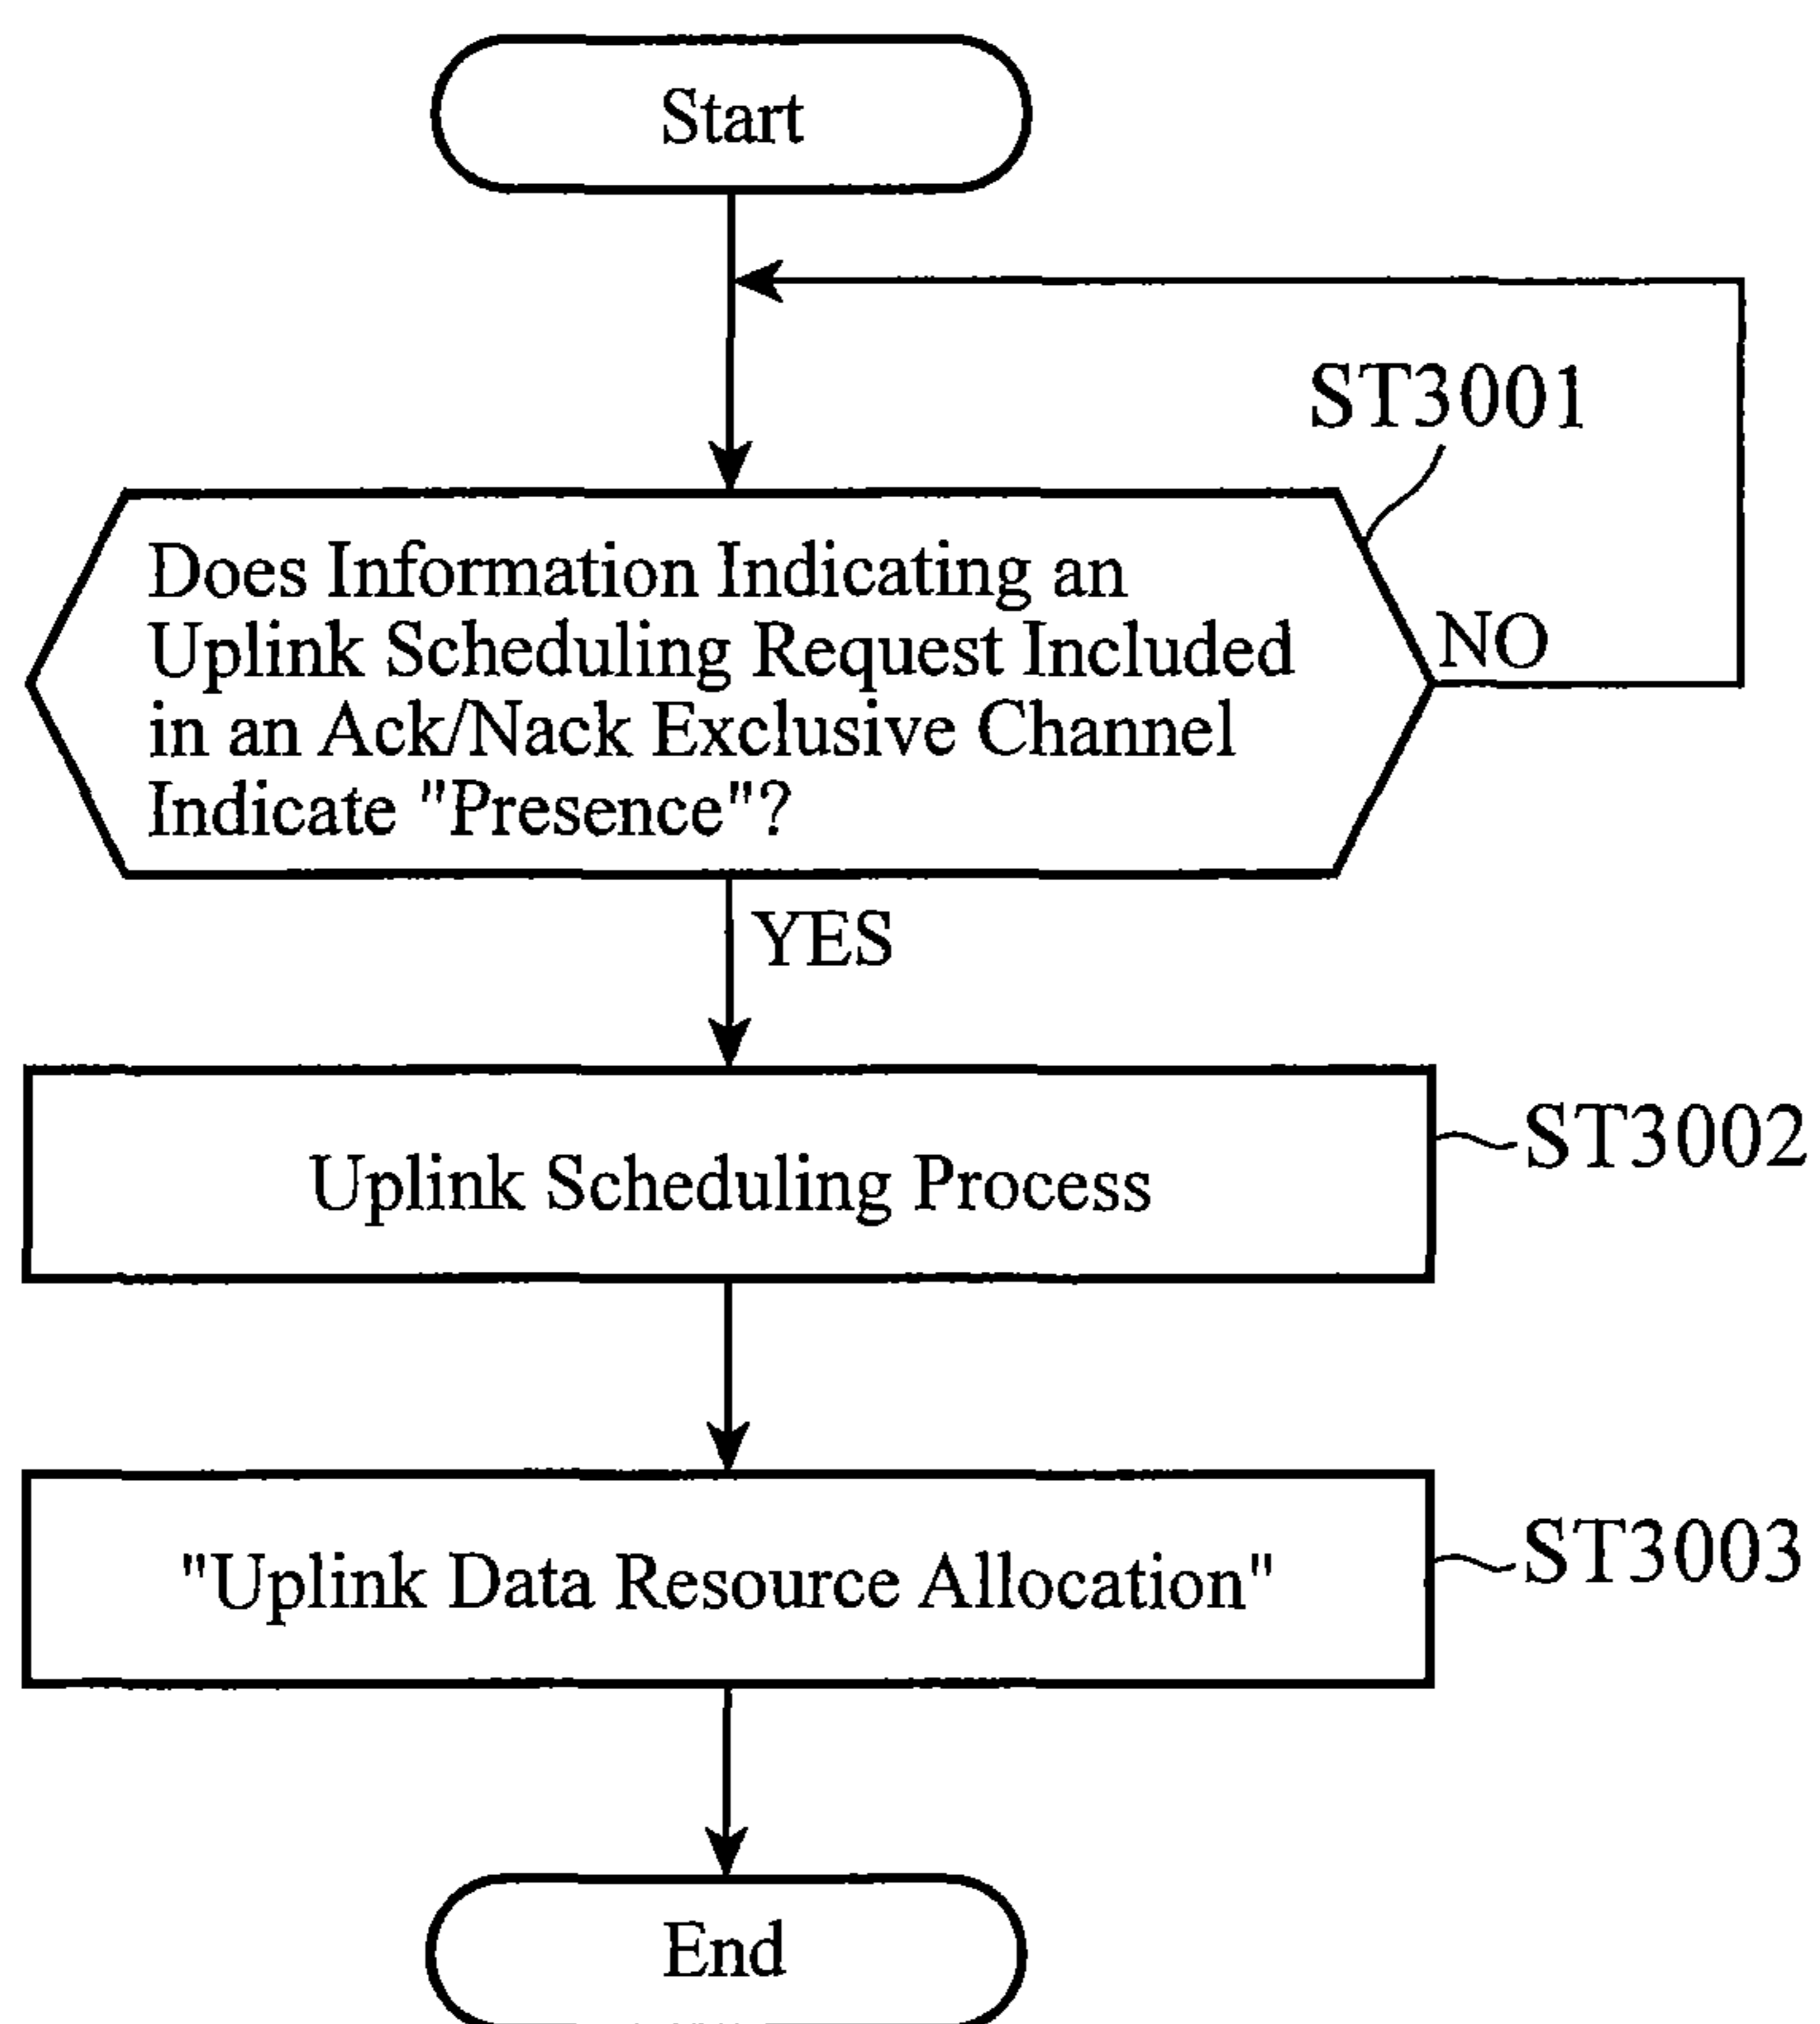 Start
ST3001
Does Information Indicating an
Uplink Scheduling Request Included
in an Ack/Nack Exclusive Channel
Indicate "Presence"?
NO
YES
Uplink Scheduling Process
ST3002
"Uplink Data Resource Allocation"
ST3003
End